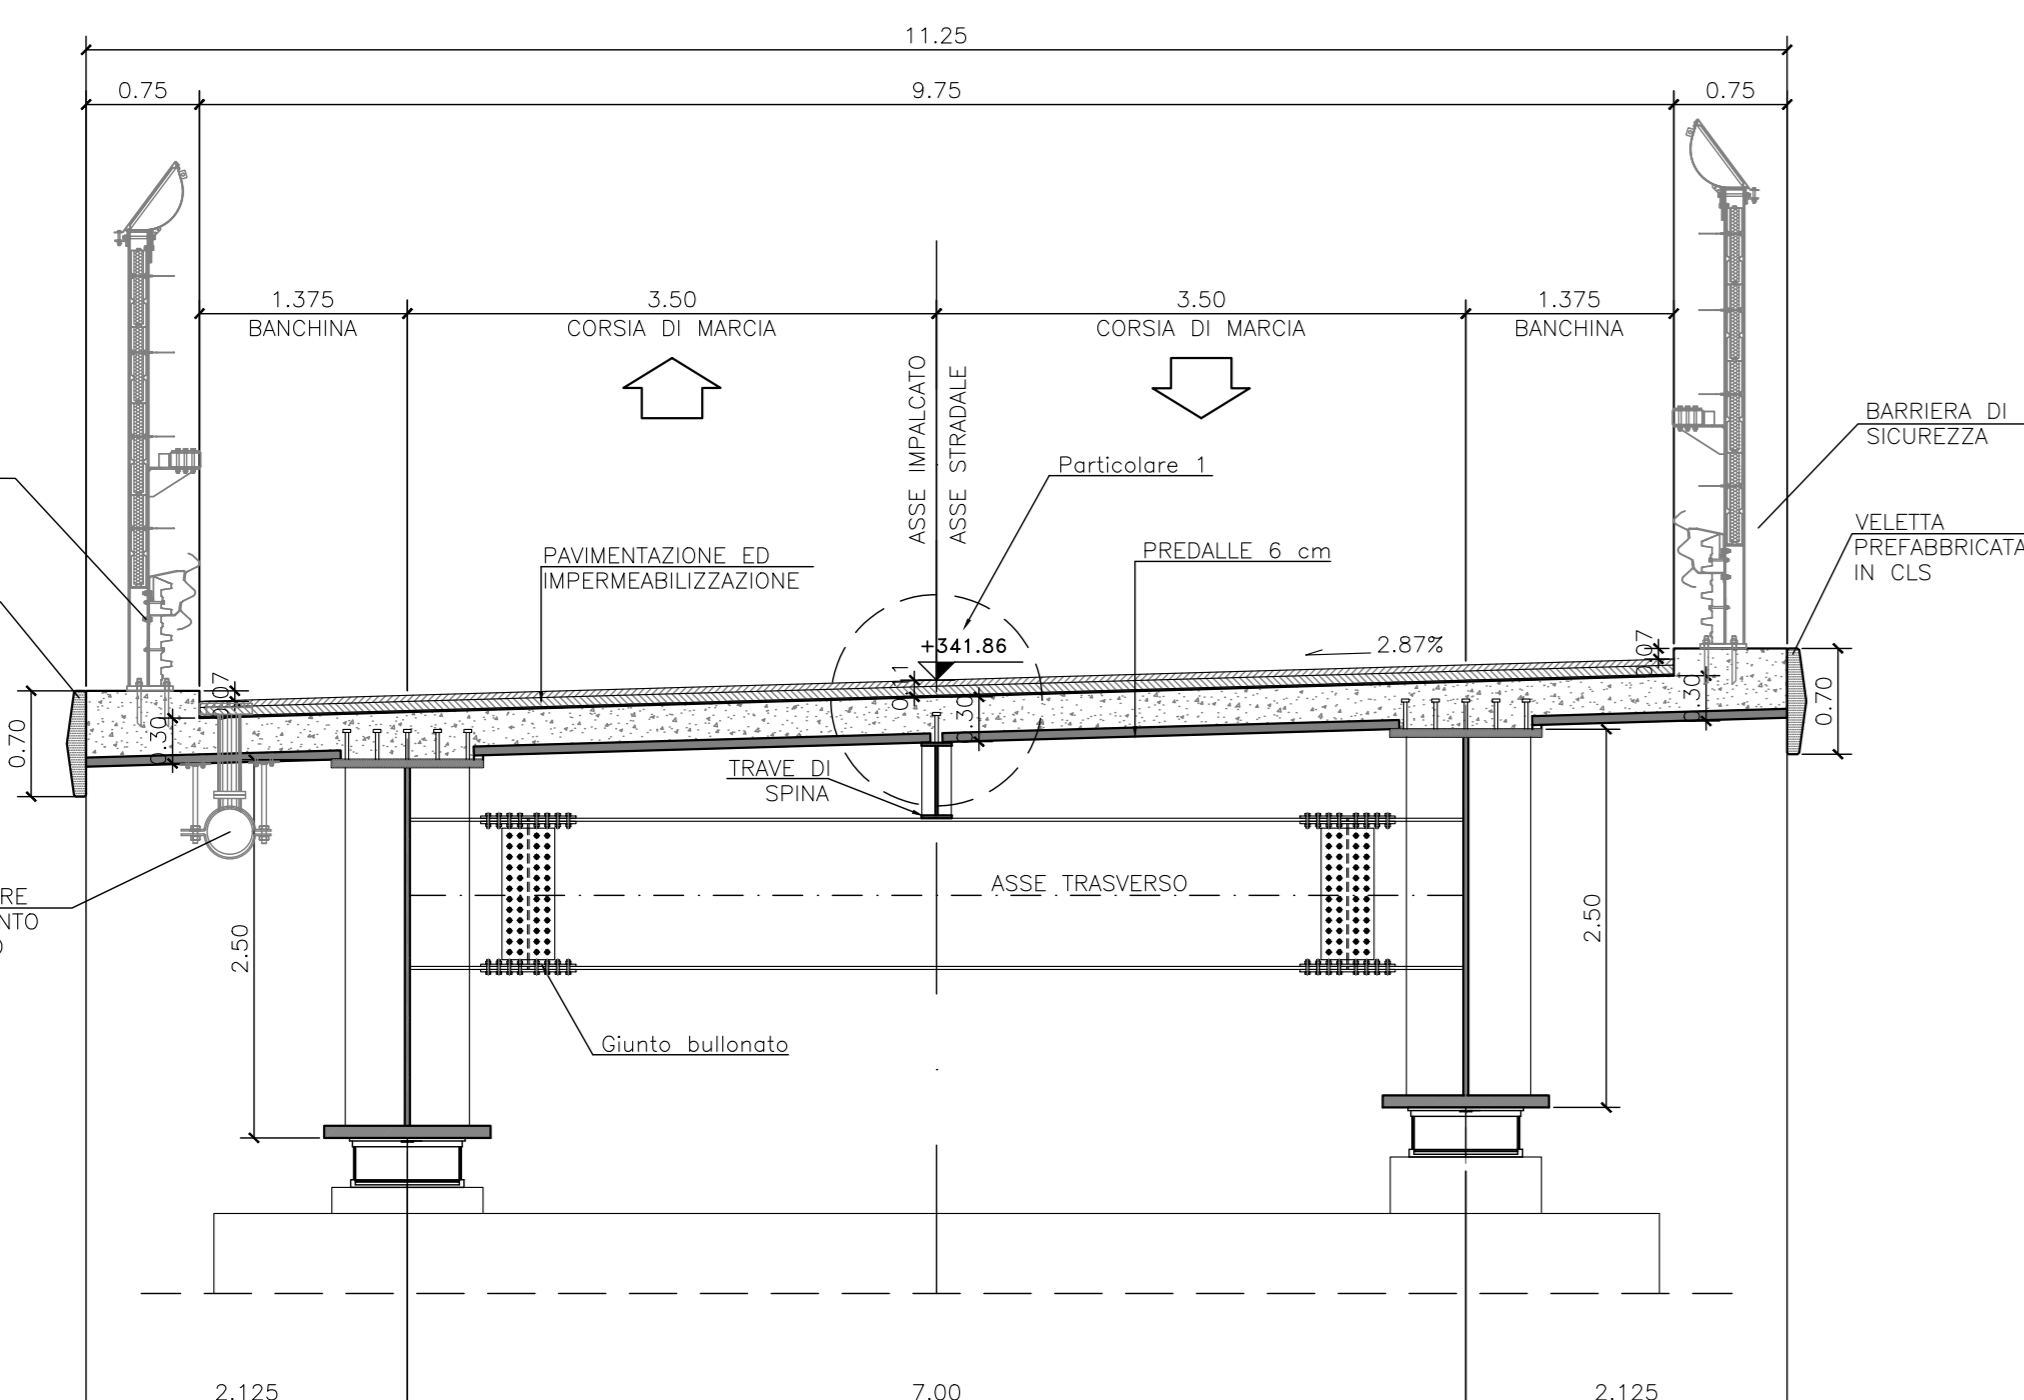 11.25
0.75
9.75
0.75
1.375
BANCHINA
3.50
CORSIA DI MARCIA
3.50
CORSIA DI MARCIA
1.375
BANCHINA
ASSE IMPALCATO
ASSE STRADALE
BARRIERA DI
SICUREZZA
Particolare 1
VELETTA
PREFABBRICATA
IN CLS
PAVIMENTAZIONE ED
IMPERMEABILIZZAZIONE
PREDALLE 6 cm
+341.86
2.87%
0.07
0.07
0.11
0.30
0.30
0.30
0.70
0.70
TRAVE DI
SPINA
ASSE TRASVERSO
RE
NTO
O
2.50
2.50
Giunto bullonato
2.125
7.00
2.125